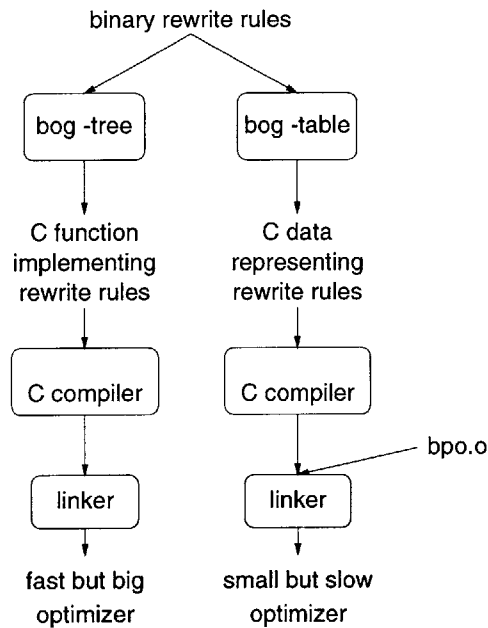 binary rewrite rules
bog -tree
bog -table
C function
implementing
rewrite rules
C data
representing
rewrite rules
C compiler
C compiler
bpo.o
linker
linker
fast but big
optimizer
small but slow
optimizer